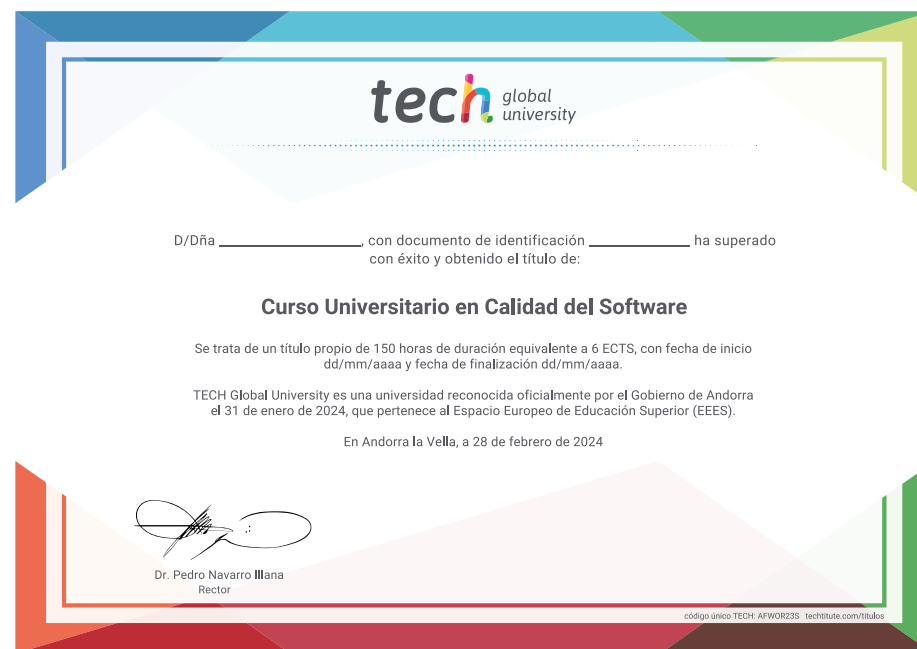 tech global university
D/Dña ______________________, con documento de identificación ______________ ha superado
con éxito y obtenido el título de:
Curso Universitario en Calidad del Software
Se trata de un título propio de 150 horas de duración equivalente a 6 ECTS, con fecha de inicio
dd/mm/aaaa y fecha de finalización dd/mm/aaaa.
TECH Global University es una universidad reconocida oficialmente por el Gobierno de Andorra
el 31 de enero de 2024, que pertenece al Espacio Europeo de Educación Superior (EEES).
En Andorra la Vella, a 28 de febrero de 2024
Dr. Pedro Navarro Illana
Rector
código único TECH: AFWOR23S techtitute.com/titulos